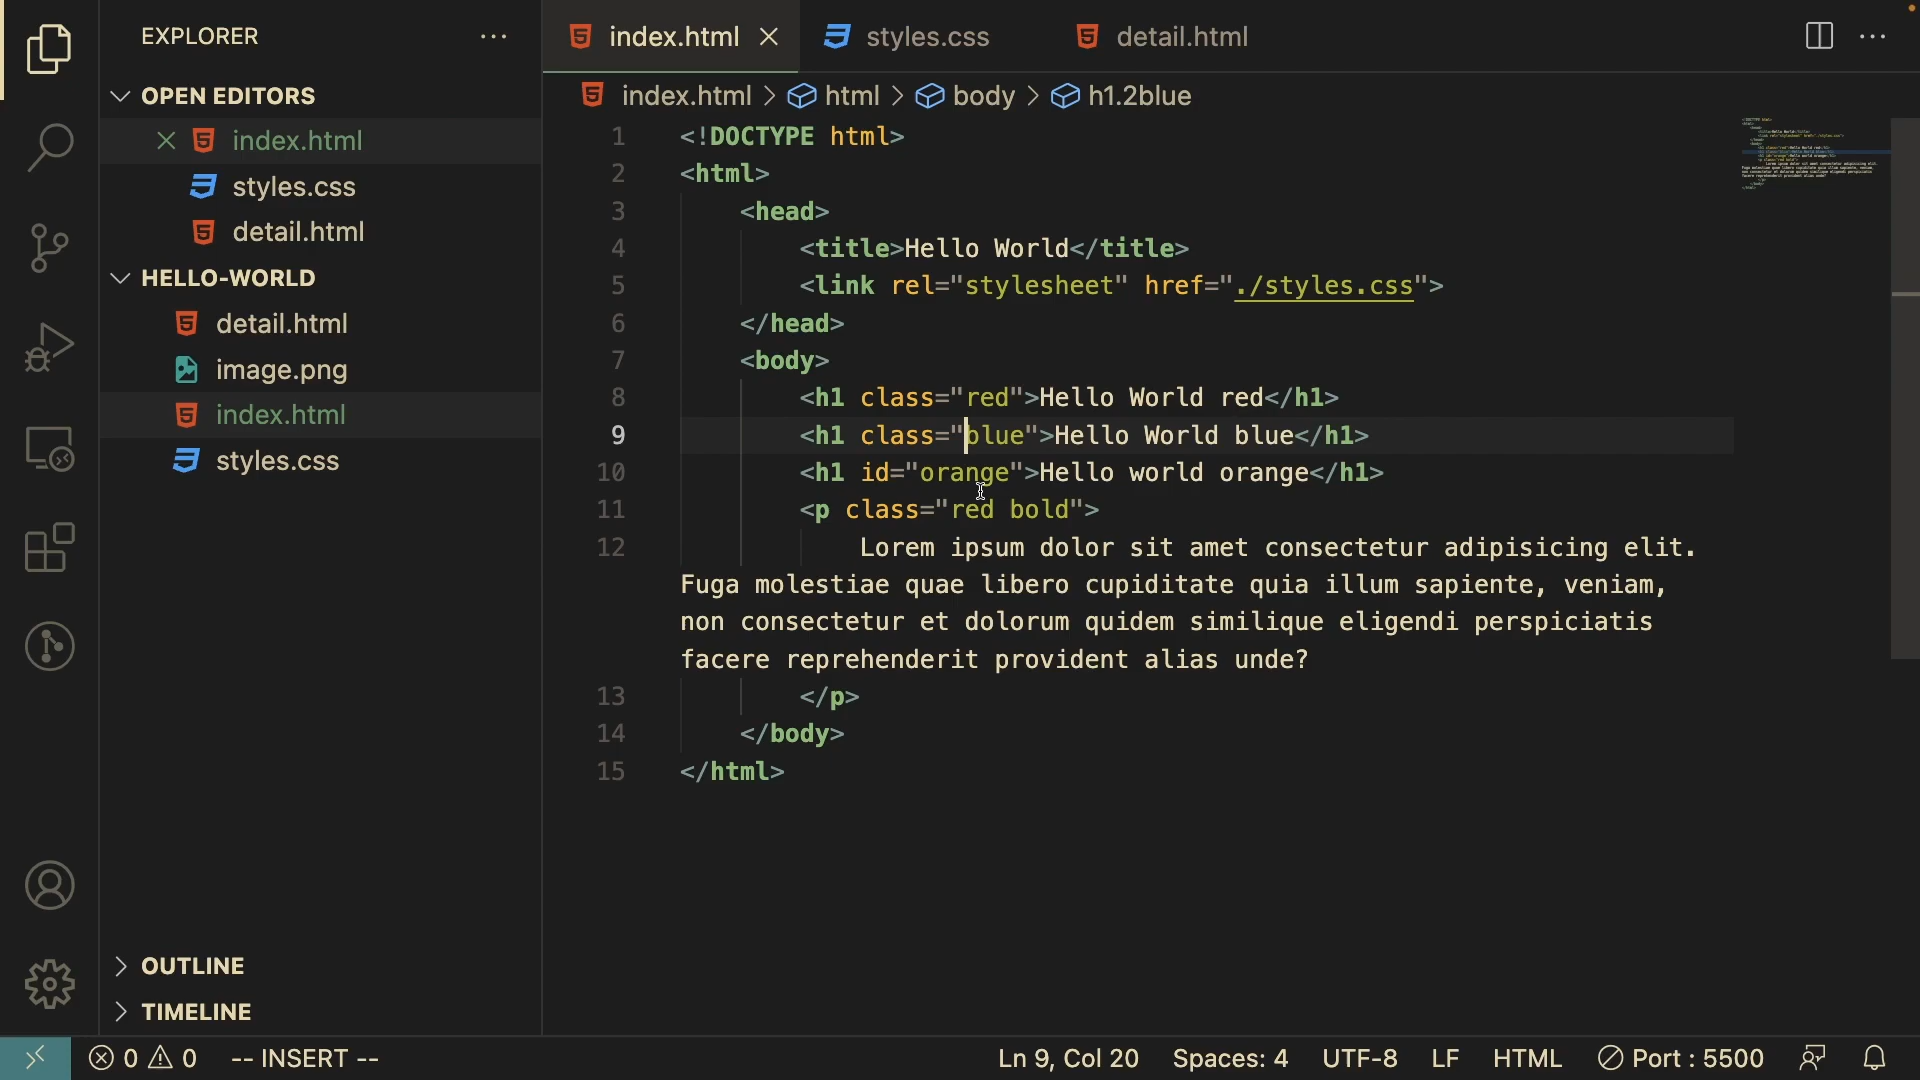 EXPLORER
OPEN EDITORS
index.html
styles.css
detail.html
HELLO-WORLD
detail.html
image.png
index.html
styles.css
OUTLINE
TIMELINE
index.html
styles.css
detail.html
index.html > html > body > h1.2blue
1 <!DOCTYPE html>
2 <html>
3 <head>
4 <title>Hello World</title>
5 <link rel="stylesheet" href="./styles.css">
6 </head>
7 <body>
8 <h1 class="red">Hello World red</h1>
9 <h1 class="blue">Hello World blue</h1>
10 <h1 id="orange">Hello world orange</h1>
11 <p class="red bold">
12 Lorem ipsum dolor sit amet consectetur adipisicing elit.
Fuga molestiae quae libero cupiditate quia illum sapiente, veniam,
non consectetur et dolorum quidem similique eligendi perspiciatis
facere reprehenderit provident alias unde?
13 </p>
14 </body>
15 </html>
0 0 -- INSERT -- Ln 9, Col 20 Spaces: 4 UTF-8 LF HTML Port : 5500